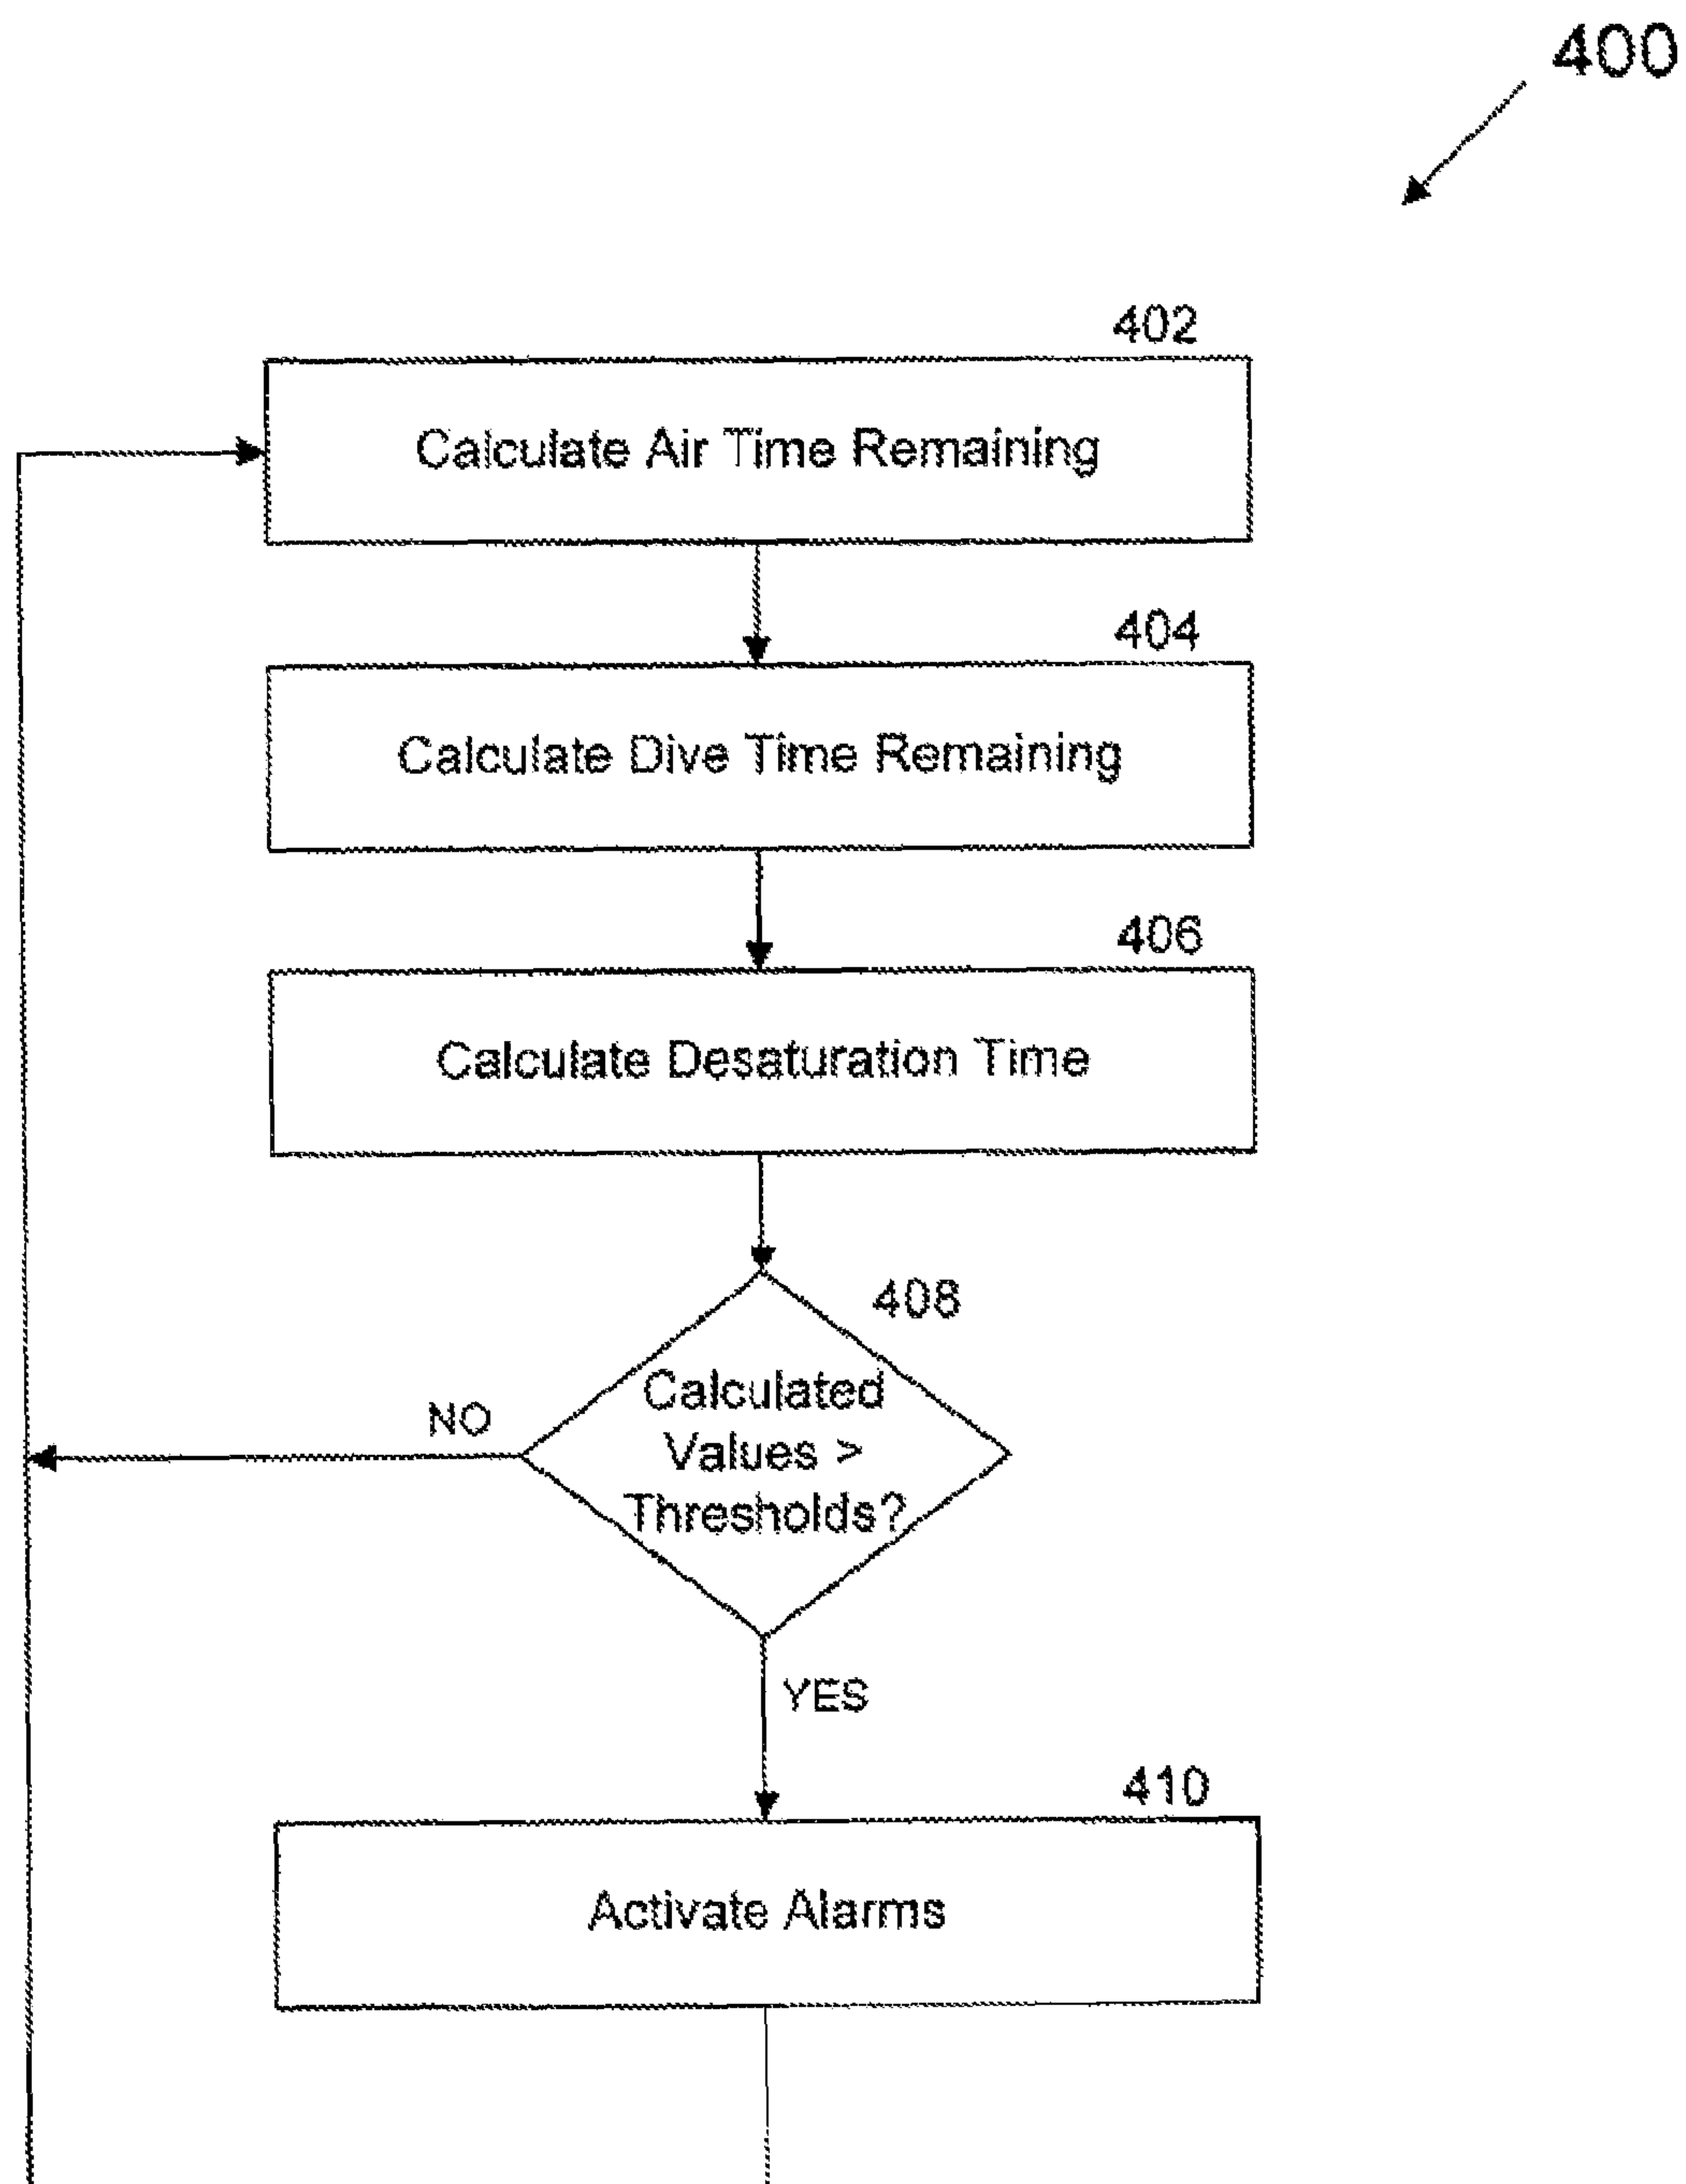 400
402
Calculate Air Time Remaining
404
Calculate Dive Time Remaining
406
Calculate Desaturation Time
408
Calculated
Values >
Thresholds?
NO
YES
410
Activate Alarms